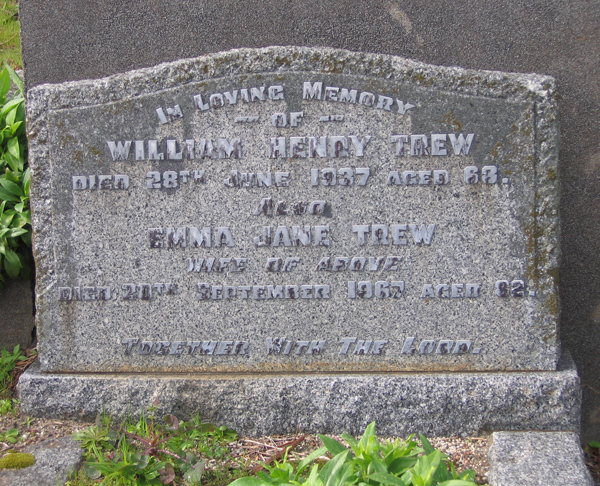 In Loving Memory
– OF –
WILLIAM HENRY TREW
DIED 28TH JUNE 1937 AGED 68.
ALSO
EMMA JANE TREW
WIFE OF ABOVE
DIED 20TH SEPTEMBER 1967 AGED 92.
TOGETHER WITH THE LORD.